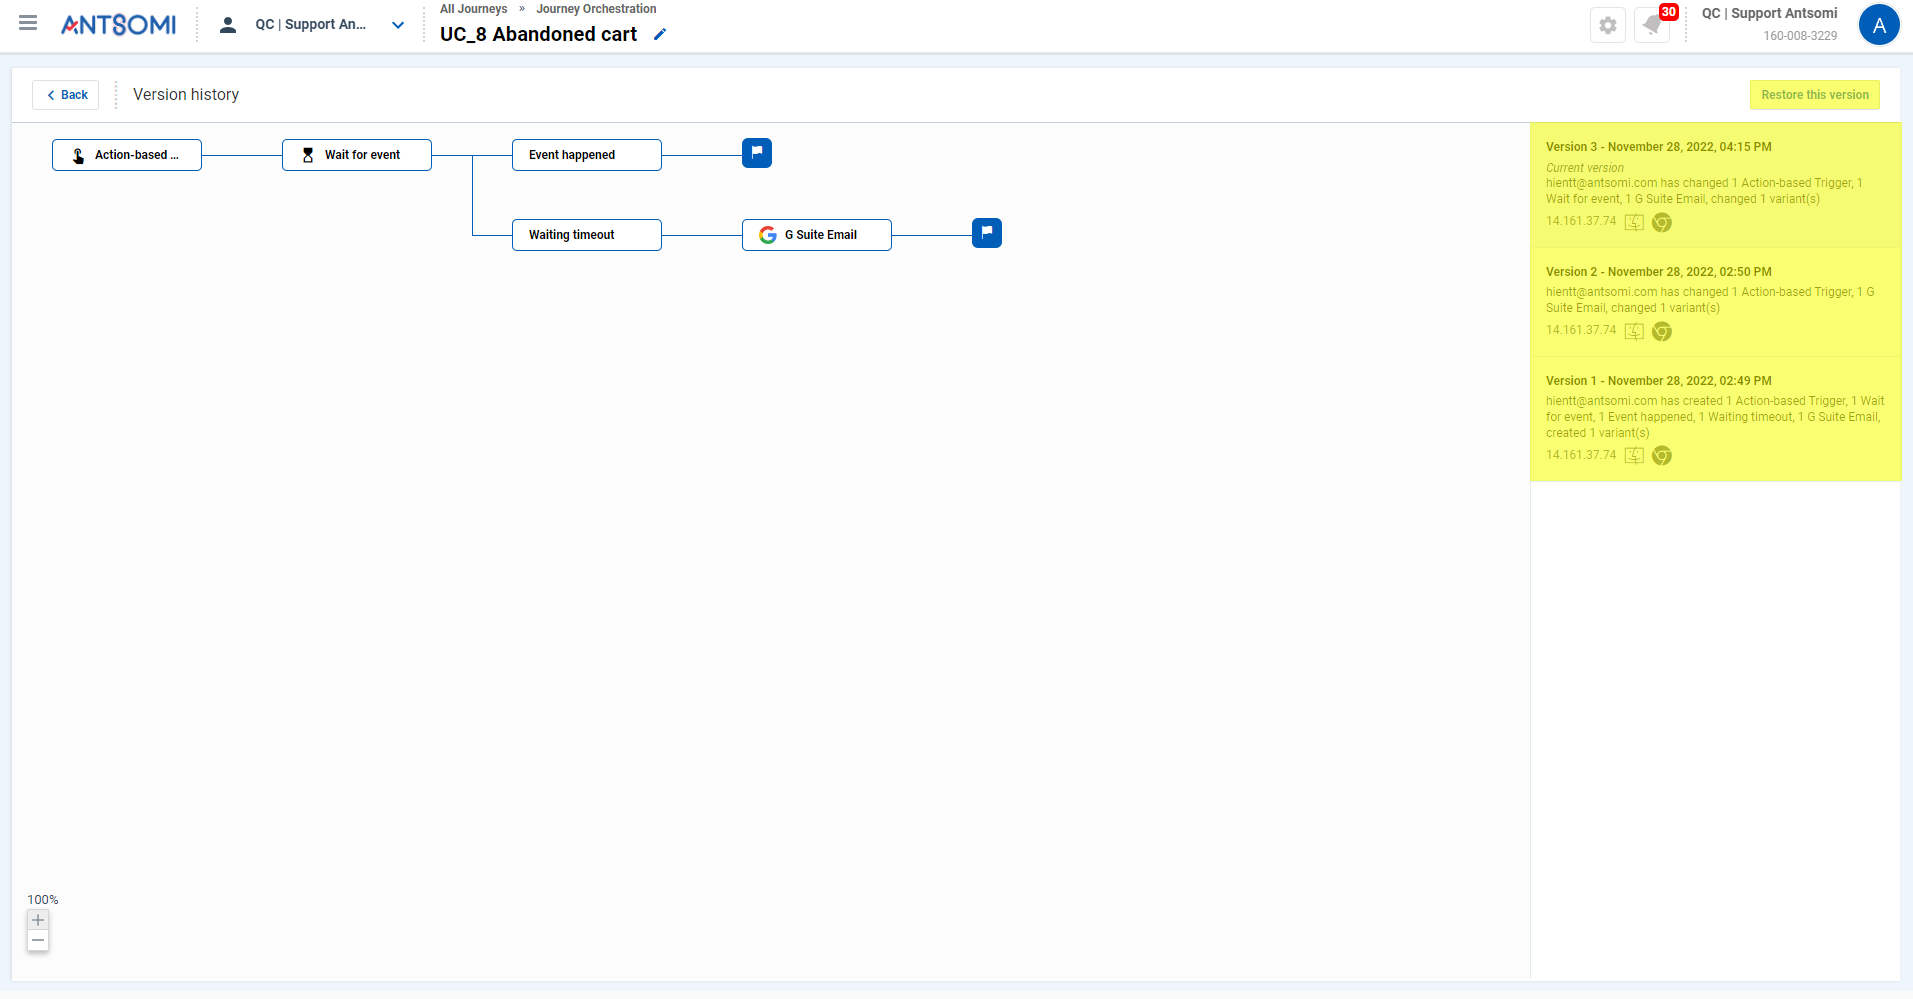 ANTSOMI
QC | Support An...
All Journeys » Journey Orchestration
UC_8 Abandoned cart
30
QC | Support Antsomi
160-008-3229
A
Back
Version history
Restore this version
Action-based ...
Wait for event
Event happened
Waiting timeout
G Suite Email
Version 3 - November 28, 2022, 04:15 PM
Current version
hientt@antsomi.com has changed 1 Action-based Trigger, 1
Wait for event, 1 G Suite Email, changed 1 variant(s)
14.161.37.74
Version 2 - November 28, 2022, 02:50 PM
hientt@antsomi.com has changed 1 Action-based Trigger, 1 G
Suite Email, changed 1 variant(s)
14.161.37.74
Version 1 - November 28, 2022, 02:49 PM
hientt@antsomi.com has created 1 Action-based Trigger, 1 Wait
for event, 1 Event happened, 1 Waiting timeout, 1 G Suite Email,
created 1 variant(s)
14.161.37.74
100%
+
−